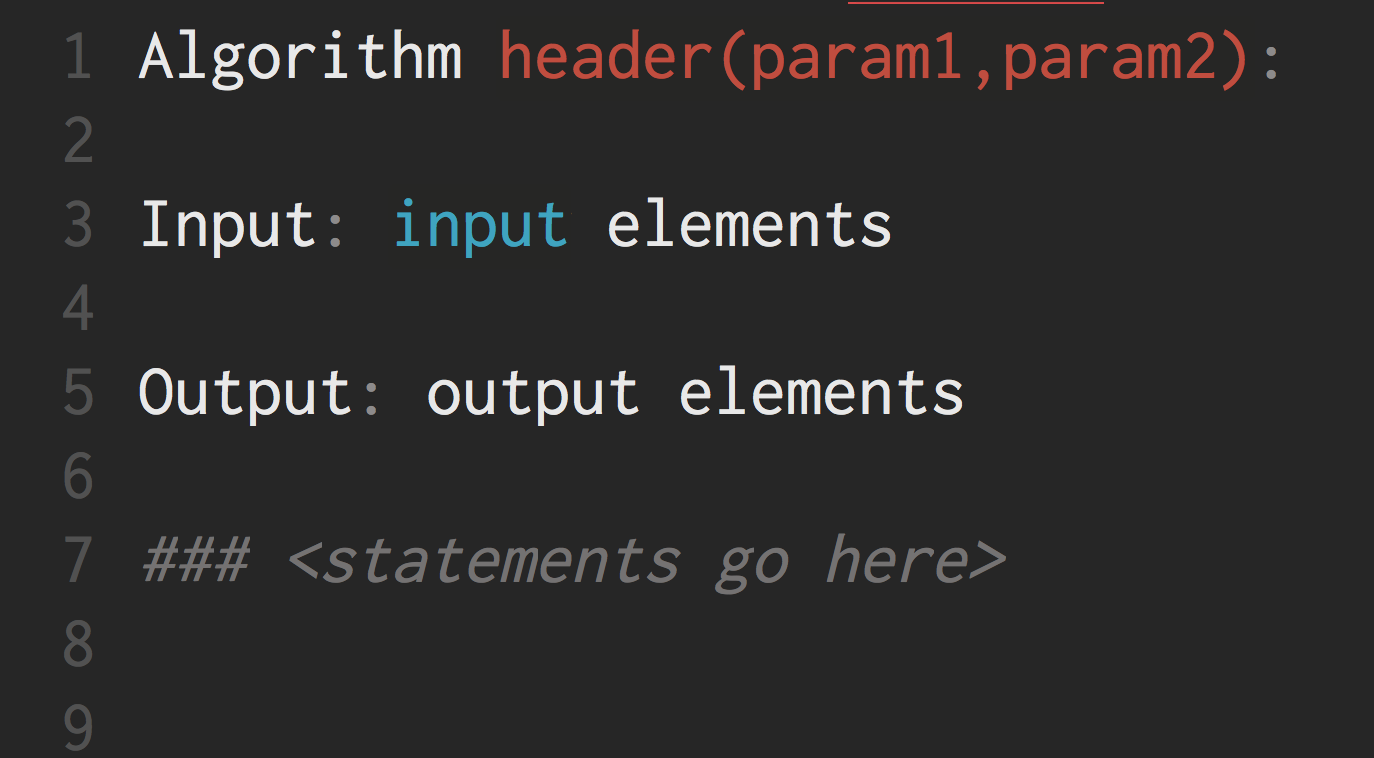 1 Algorithm header(param1,param2):
2
3 Input: input elements
4
5 Output: output elements
6
7 ### <statements go here>
8
9